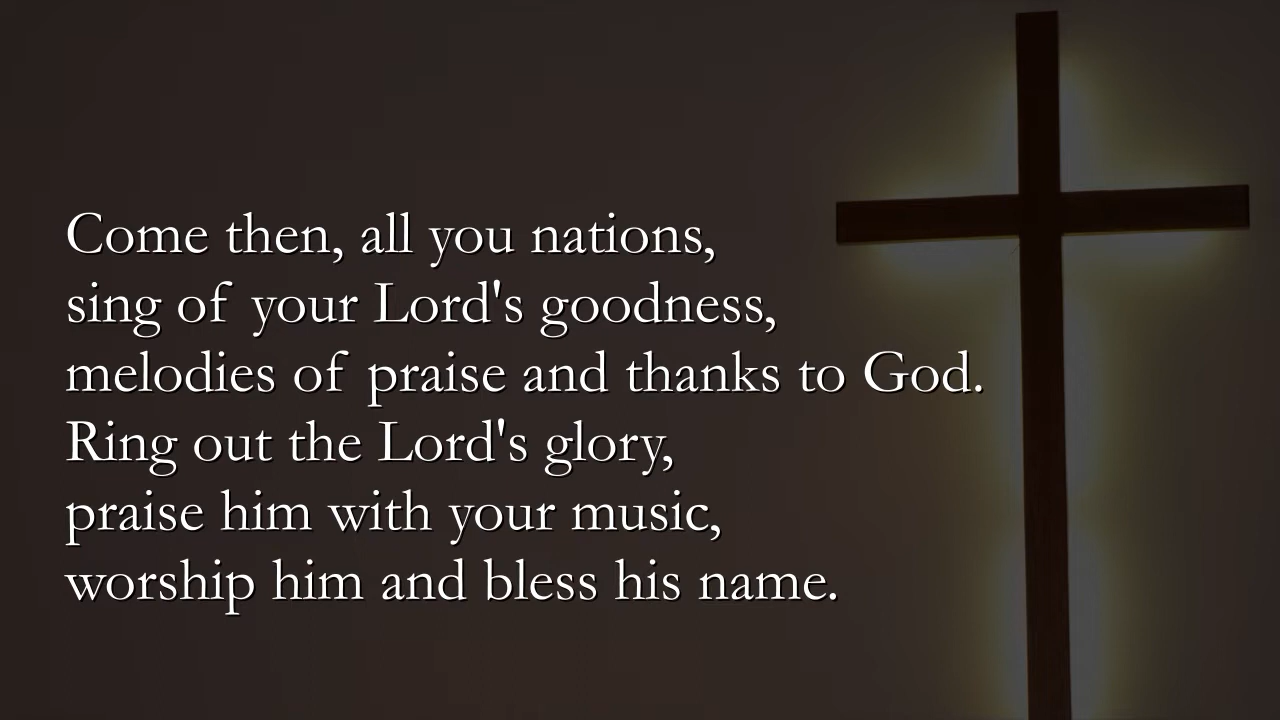 Come then, all you nations,
sing of your Lord's goodness,
melodies of praise and thanks to God.
Ring out the Lord's glory,
praise him with your music,
worship him and bless his name.